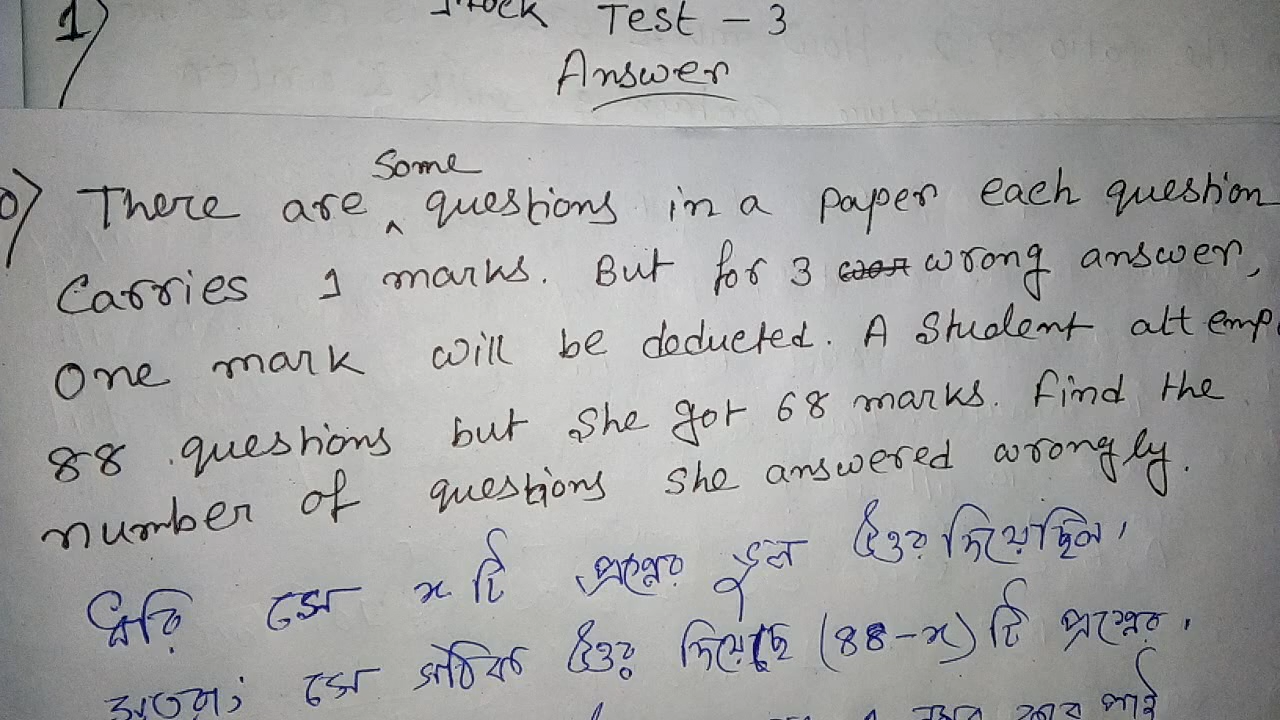 1)
Mock Test - 3
Answer
There are some questions in a paper each question
Carries 1 marks. But for 3 wrong answer,
One mark will be deducted. A Student attemp
88 questions but she got 68 marks. Find the
number of questions she answered wrongly.
ধরি সে x টি প্রশ্নের ভুল উত্তর দিয়েছিল।
অতএব, সে সঠিক উত্তর দিয়েছে (88-x) টি প্রশ্নের।